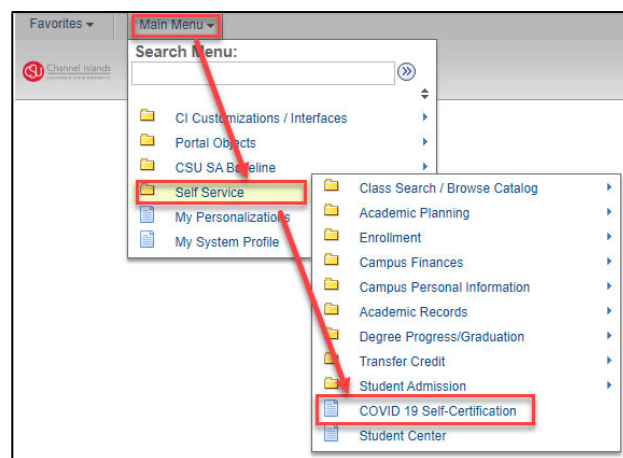 Favorites
Main Menu
Search Menu:
CSU
Channel Islands
CI Customizations / Interfaces
Portal Objects
CSU SA Baseline
Self Service
My Personalizations
My System Profile
Class Search / Browse Catalog
Academic Planning
Enrollment
Campus Finances
Campus Personal Information
Academic Records
Degree Progress/Graduation
Transfer Credit
Student Admission
COVID 19 Self-Certification
Student Center